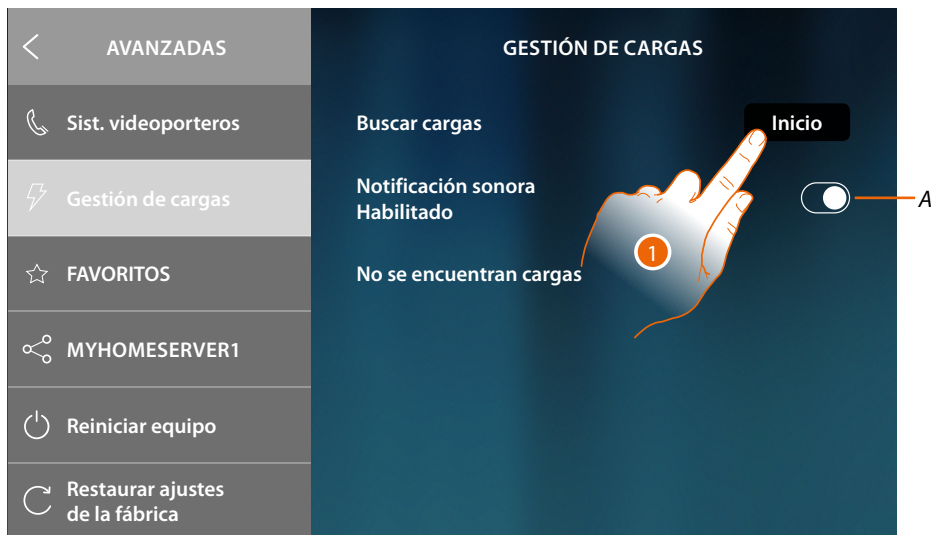 AVANZADAS
Sist. videoporteros
Gestión de cargas
FAVORITOS
MYHOMESERVER1
Reiniciar equipo
Restaurar ajustes
de la fábrica
GESTIÓN DE CARGAS
Buscar cargas
Inicio
Notificación sonora
Habilitado
A
1
No se encuentran cargas